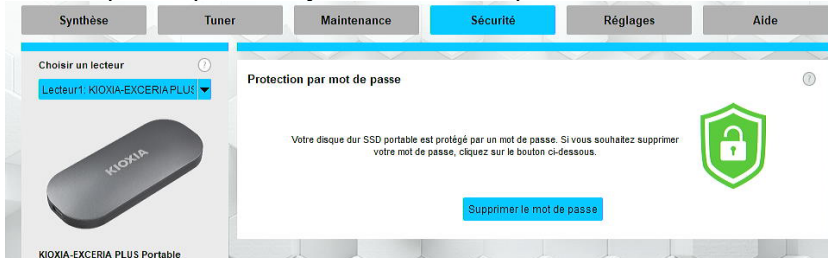 Synthèse
Tuner
Maintenance
Sécurité
Réglages
Aide
Choisir un lecteur
?
Lecteur1: KIOXIA-EXCERIA PLUS
KIOXIA
KIOXIA-EXCERIA PLUS Portable
Protection par mot de passe
?
Votre disque dur SSD portable est protégé par un mot de passe. Si vous souhaitez supprimer
votre mot de passe, cliquez sur le bouton ci-dessous.
Supprimer le mot de passe